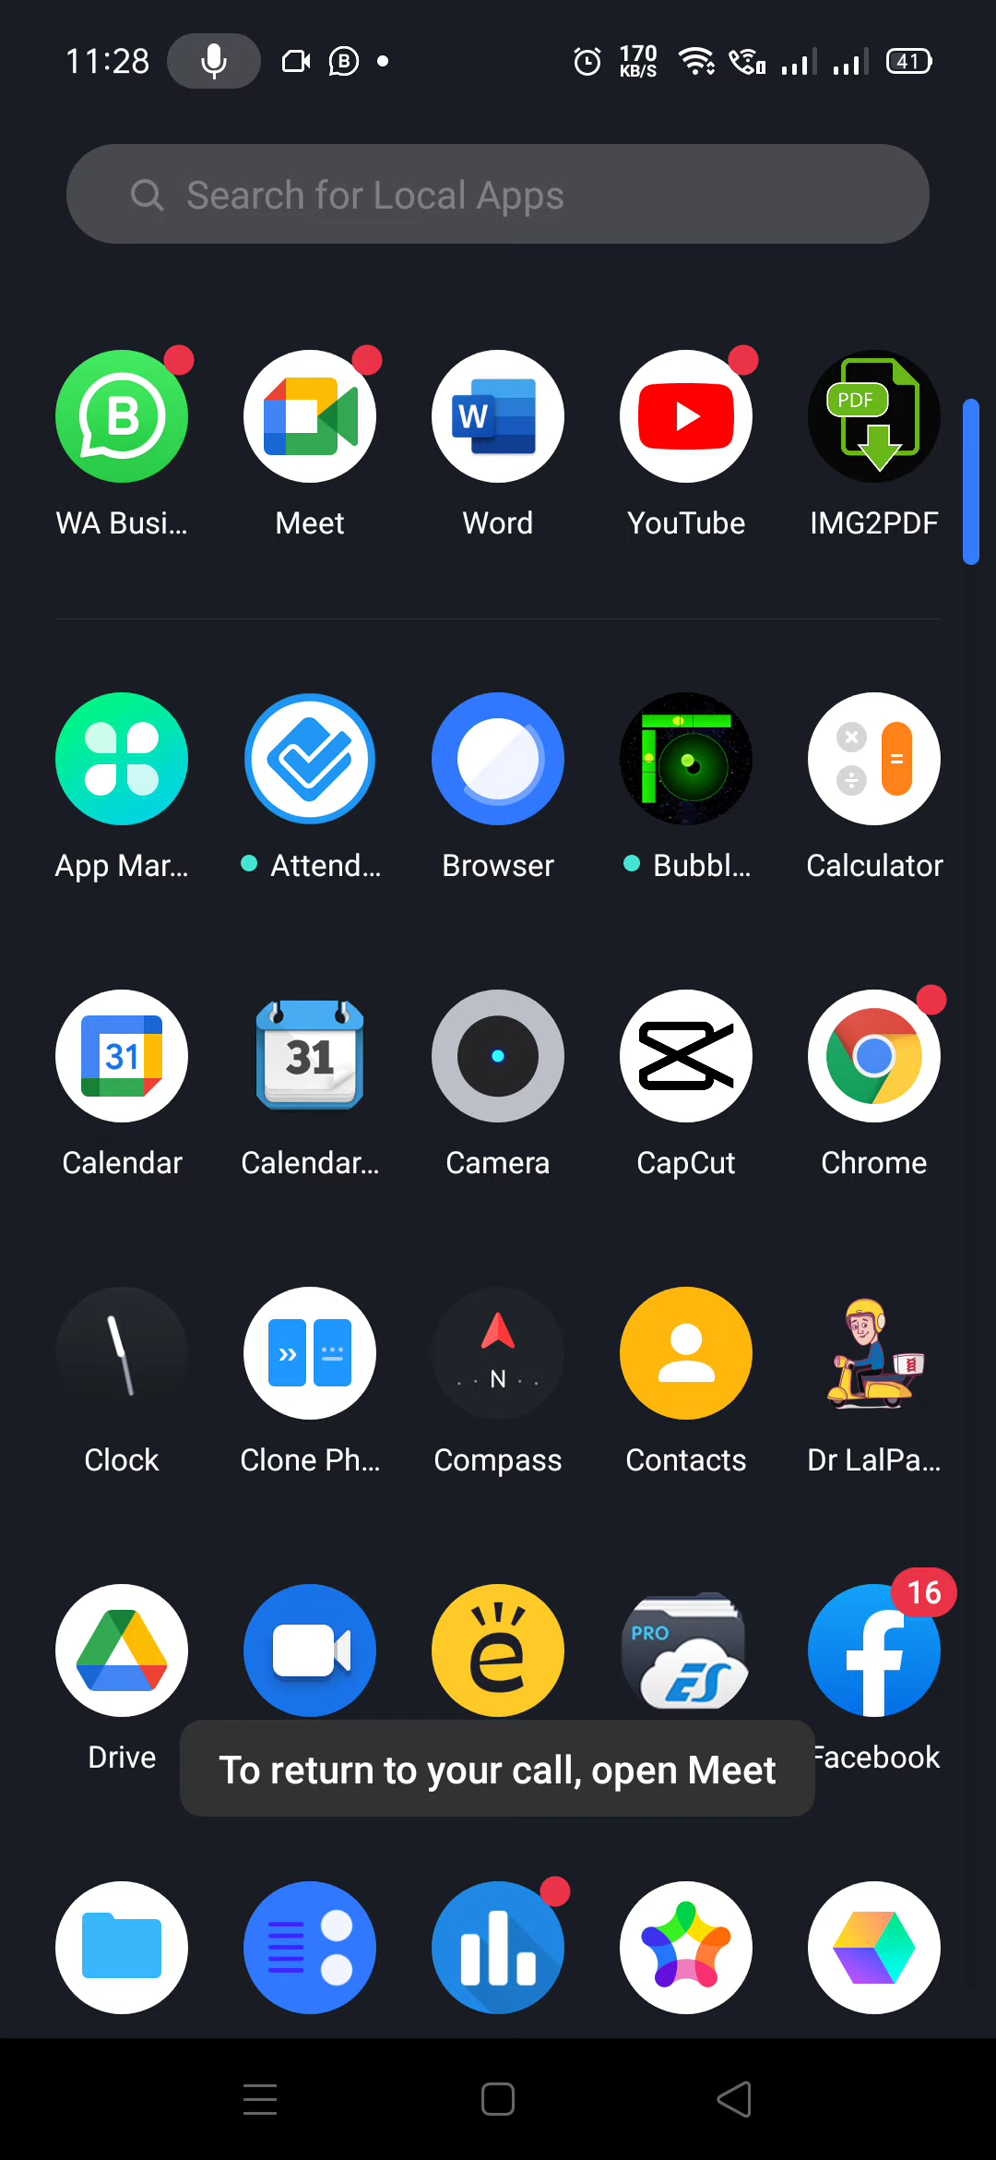 11:28
170
KB/S
41
Search for Local Apps
WA Busi...
Meet
Word
YouTube
IMG2PDF
W
PDF
App Mar...
Attend...
Browser
Bubbl...
Calculator
31
31
Calendar
Calendar...
Camera
CapCut
Chrome
N
Clock
Clone Ph...
Compass
Contacts
Dr LalPa...
16
PRO
ES
Drive
Facebook
To return to your call, open Meet